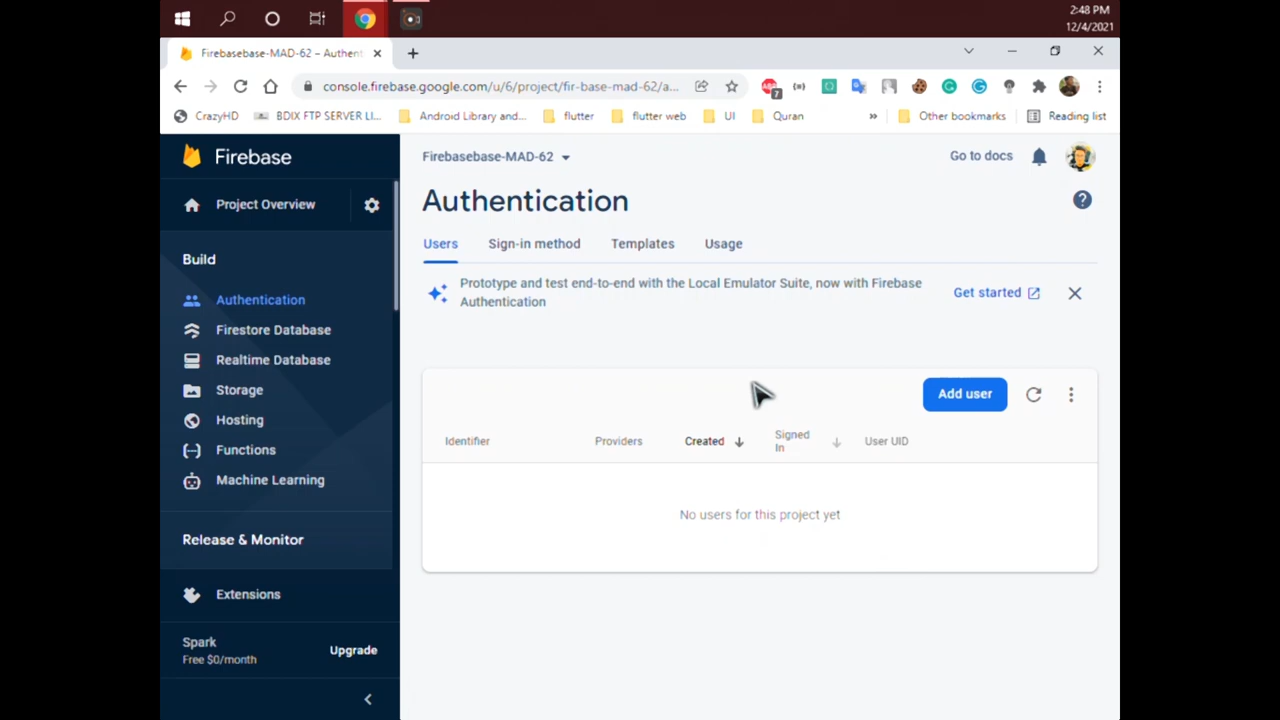 2:48 PM
12/4/2021
Firebasebase-MAD-62 – Authent
console.firebase.google.com/u/6/project/fir-base-mad-62/a...
7
CrazyHD
BDIX FTP SERVER LI...
Android Library and...
flutter
flutter web
UI
Quran
»
Other bookmarks
Reading list
Firebase
Firebasebase-MAD-62
Go to docs
Project Overview
Authentication
Users
Sign-in method
Templates
Usage
Build
Prototype and test end-to-end with the Local Emulator Suite, now with Firebase
Authentication
Get started
Authentication
Firestore Database
Realtime Database
Storage
Hosting
Functions
Machine Learning
Add user
Identifier
Providers
Created
Signed
In
User UID
No users for this project yet
Release & Monitor
Extensions
Spark
Free $0/month
Upgrade